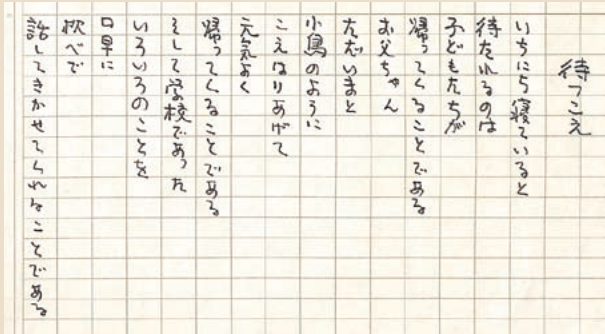 待つこえ
いちにち寝ていると
待たれるのは
子どもたちが
帰ってくることである
お父ちゃん
ただいまと
小鳥のように
こえはりあげて
元気よく
帰ってくることである
そして学校であった
いろいろのことを
口早に
枕べで
話してきかせてくれることである